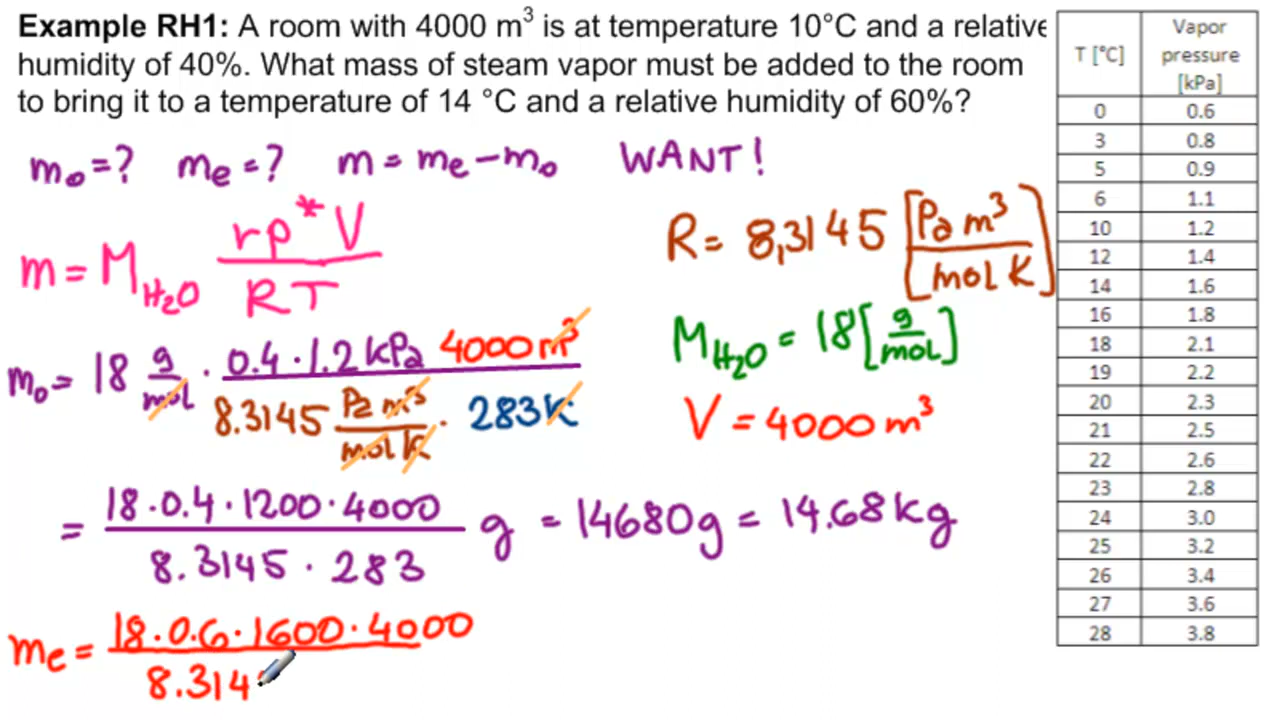 Example RH1: A room with 4000 m³ is at temperature 10°C and a relative
humidity of 40%. What mass of steam vapor must be added to the room
to bring it to a temperature of 14 °C and a relative humidity of 60%?
m₀=? mₑ=? m = mₑ - m₀ WANT!
m = M_H₂O rp*V / RT
R = 8,3145 [Pa m³] / [mol K]
M_H₂O = 18 [g/mol]
V = 4000 m³
m₀ = 18 g/mol · 0.4 · 1.2 kPa 4000 m³ / 8.3145 Pa m³/mol K · 283 K
= 18 · 0.4 · 1200 · 4000 / 8.3145 · 283 g = 14680 g = 14.68 kg
mₑ = 18 · 0.6 · 1600 · 4000 / 8.314
T [°C] Vapor pressure [kPa]
0 0.6
3 0.8
5 0.9
6 1.1
10 1.2
12 1.4
14 1.6
16 1.8
18 2.1
19 2.2
20 2.3
21 2.5
22 2.6
23 2.8
24 3.0
25 3.2
26 3.4
27 3.6
28 3.8